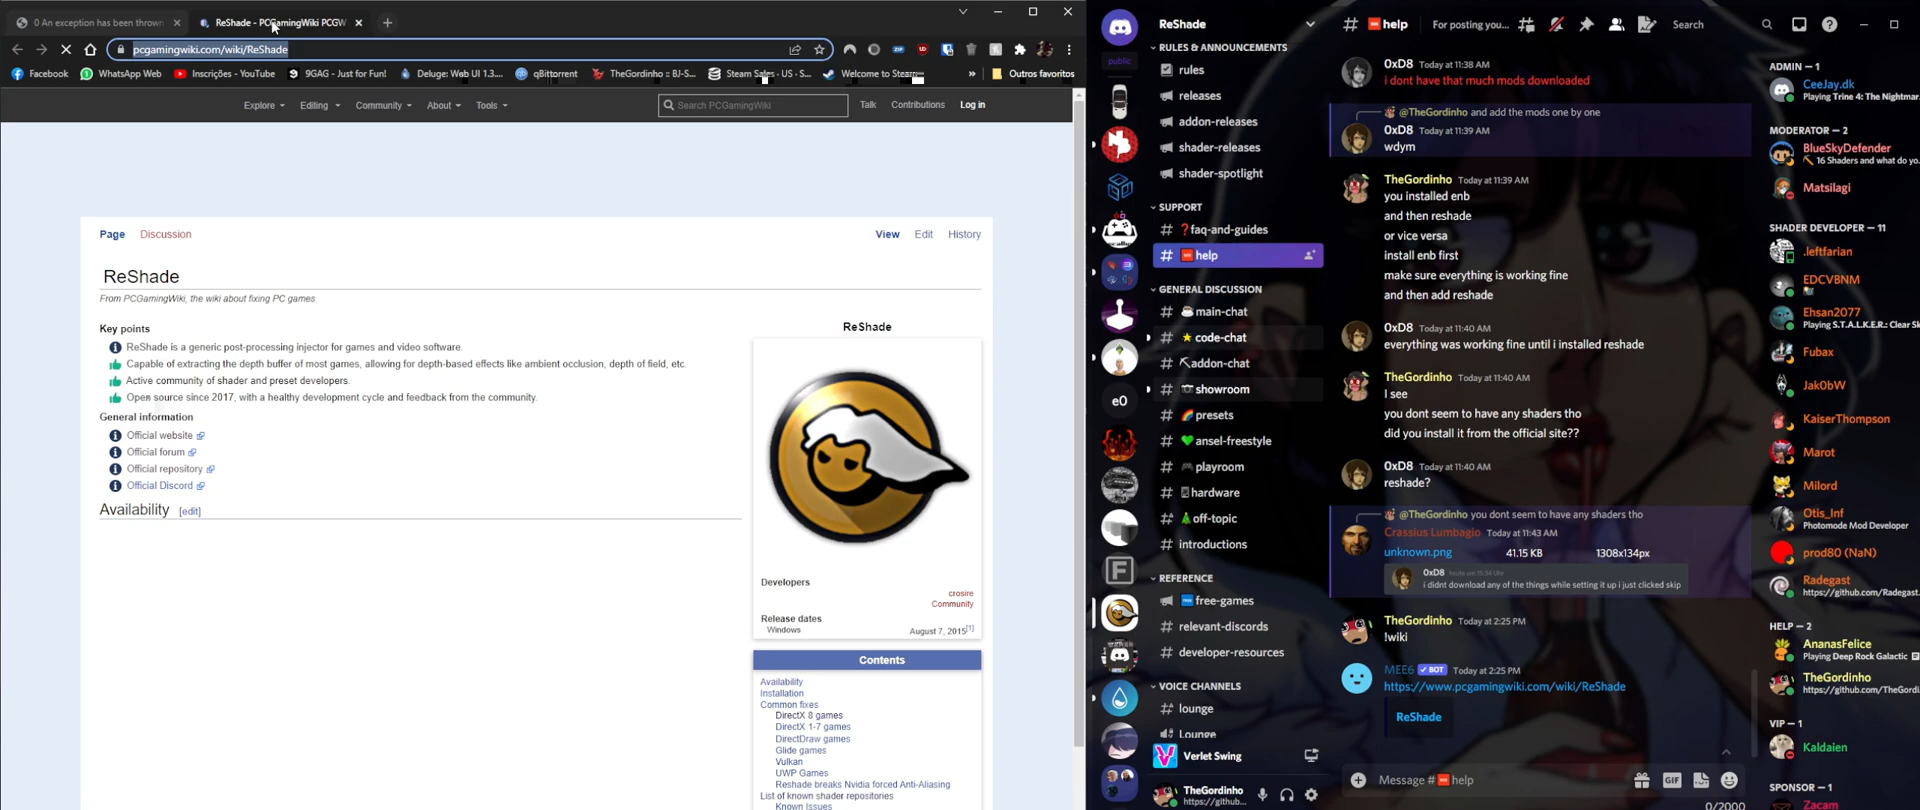 0 An exception has been thrown
ReShade - PCGamingWiki PCGW
pcgamingwiki.com/wiki/ReShade
Facebook
WhatsApp Web
Inscrições - YouTube
9GAG - Just for Fun!
Deluge: Web UI 1.3....
qBittorrent
TheGordinho :: BJ-S...
Steam Sales · US · S...
Welcome to Steam
Outros favoritos
Explore
Editing
Community
About
Tools
Search PCGamingWiki
Talk
Contributions
Log in
Page
Discussion
View
Edit
History
ReShade
From PCGamingWiki, the wiki about fixing PC games
Key points
ReShade is a generic post-processing injector for games and video software.
Capable of extracting the depth buffer of most games, allowing for depth-based effects like ambient occlusion, depth of field, etc.
Active community of shader and preset developers.
Open source since 2017, with a healthy development cycle and feedback from the community.
General information
Official website
Official forum
Official repository
Official Discord
Availability [edit]
ReShade
Developers
crosire
Community
Release dates
Windows August 7, 2015[1]
Contents
Availability
Installation
Common fixes
DirectX 8 games
DirectX 1-7 games
DirectDraw games
Glide games
Vulkan
UWP Games
Reshade breaks Nvidia forced Anti-Aliasing
List of known shader repositories
Known Issues
public
e0
F
ReShade
RULES & ANNOUNCEMENTS
rules
releases
addon-releases
shader-releases
shader-spotlight
SUPPORT
faq-and-guides
help
GENERAL DISCUSSION
main-chat
code-chat
addon-chat
showroom
presets
ansel-freestyle
playroom
hardware
off-topic
introductions
REFERENCE
free-games
relevant-discords
developer-resources
VOICE CHANNELS
lounge
Lounge
Verlet Swing
TheGordinho
https://github...
help
For posting you...
Search
0xD8 Today at 11:38 AM
i dont have that much mods downloaded
@TheGordinho and add the mods one by one
0xD8 Today at 11:39 AM
wdym
TheGordinho Today at 11:39 AM
you installed enb
and then reshade
or vice versa
install enb first
make sure everything is working fine
and then add reshade
0xD8 Today at 11:40 AM
everything was working fine until i installed reshade
TheGordinho Today at 11:40 AM
I see
you dont seem to have any shaders tho
did you install it from the official site??
0xD8 Today at 11:40 AM
reshade?
@TheGordinho you dont seem to have any shaders tho
Crassius Lumbagio Today at 11:43 AM
unknown.png 41.15 KB 1308x134px
0xD8 heute um 15:34 Uhr
i didnt download any of the things while setting it up i just clicked skip
TheGordinho Today at 2:25 PM
!wiki
MEE6 BOT Today at 2:25 PM
https://www.pcgamingwiki.com/wiki/ReShade
ReShade
Message # help
GIF
0/2000
ADMIN — 1
CeeJay.dk
Playing Trine 4: The Nightmar
MODERATOR — 2
BlueSkyDefender
16 Shaders and what do yo
Matsilagi
SHADER DEVELOPER — 11
.leftfarian
EDCVBNM
Ehsan2077
Playing S.T.A.L.K.E.R.: Clear Sk
Fubax
Jak0bW
KaiserThompson
Marot
Milord
Otis_Inf
Photomode Mod Developer
prod80 (NaN)
Radegast
https://github.com/Radegast.
HELP — 2
AnanasFelice
Playing Deep Rock Galactic
TheGordinho
https://github.com/TheGordi
VIP — 1
Kaldaien
SPONSOR — 1
Zacam